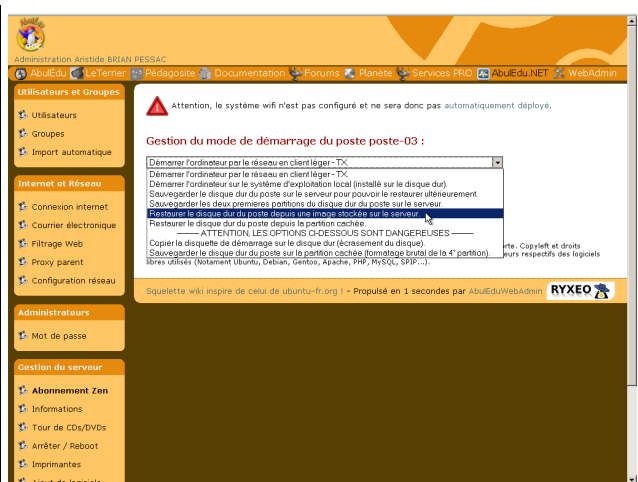 AbulÉdu
Administration Aristide BRIAN
PESSAC
AbulÉdu LeTerrier Pédagosite Documentation Forums Planète Services PRO AbulEdu.NET WebAdmin
Utilisateurs et Groupes
Utilisateurs
Groupes
Import automatique
Internet et Réseau
Connexion internet
Courrier électronique
Filtrage Web
Proxy parent
Configuration réseau
Administrateurs
Mot de passe
Gestion du serveur
Abonnement Zen
Informations
Tour de CDs/DVDs
Arrêter / Reboot
Imprimantes
Ajout de logiciels
Attention, le système wifi n'est pas configuré et ne sera donc pas automatiquement déployé.
Gestion du mode de démarrage du poste poste-03 :
Démarrer l'ordinateur par le réseau en client léger - TX.
Démarrer l'ordinateur par le réseau en client léger - TX.
Démarrer l'ordinateur sur le système d'exploitation local (installé sur le disque dur).
Sauvegarder le disque dur du poste sur le serveur pour pouvoir le restaurer ultérieurement.
Sauvegarder les deux premieres partitions du disque dur du poste sur le serveur.
Restaurer le disque dur du poste depuis une image stockée sur le serveur.
Restaurer le disque dur du poste depuis la partition cachée.
——— ATTENTION, LES OPTIONS CI-DESSOUS SONT DANGEREUSES ———
Copier la disquette de démarrage sur le disque dur (écrasement du disque).
Sauvegarder le disque dur du poste sur la partition cachée (formatage brutal de la 4° partition).
rte. Copyleft et droits
eurs respectifs des logiciels
libres utilisés (Notament Ubuntu, Debian, Gentoo, Apache, PHP, MySQL, SPIP...).
Squelette wiki inspire de celui de ubuntu-fr.org ! - Propulsé en 1 secondes par AbulEduWebAdmin RYXEO